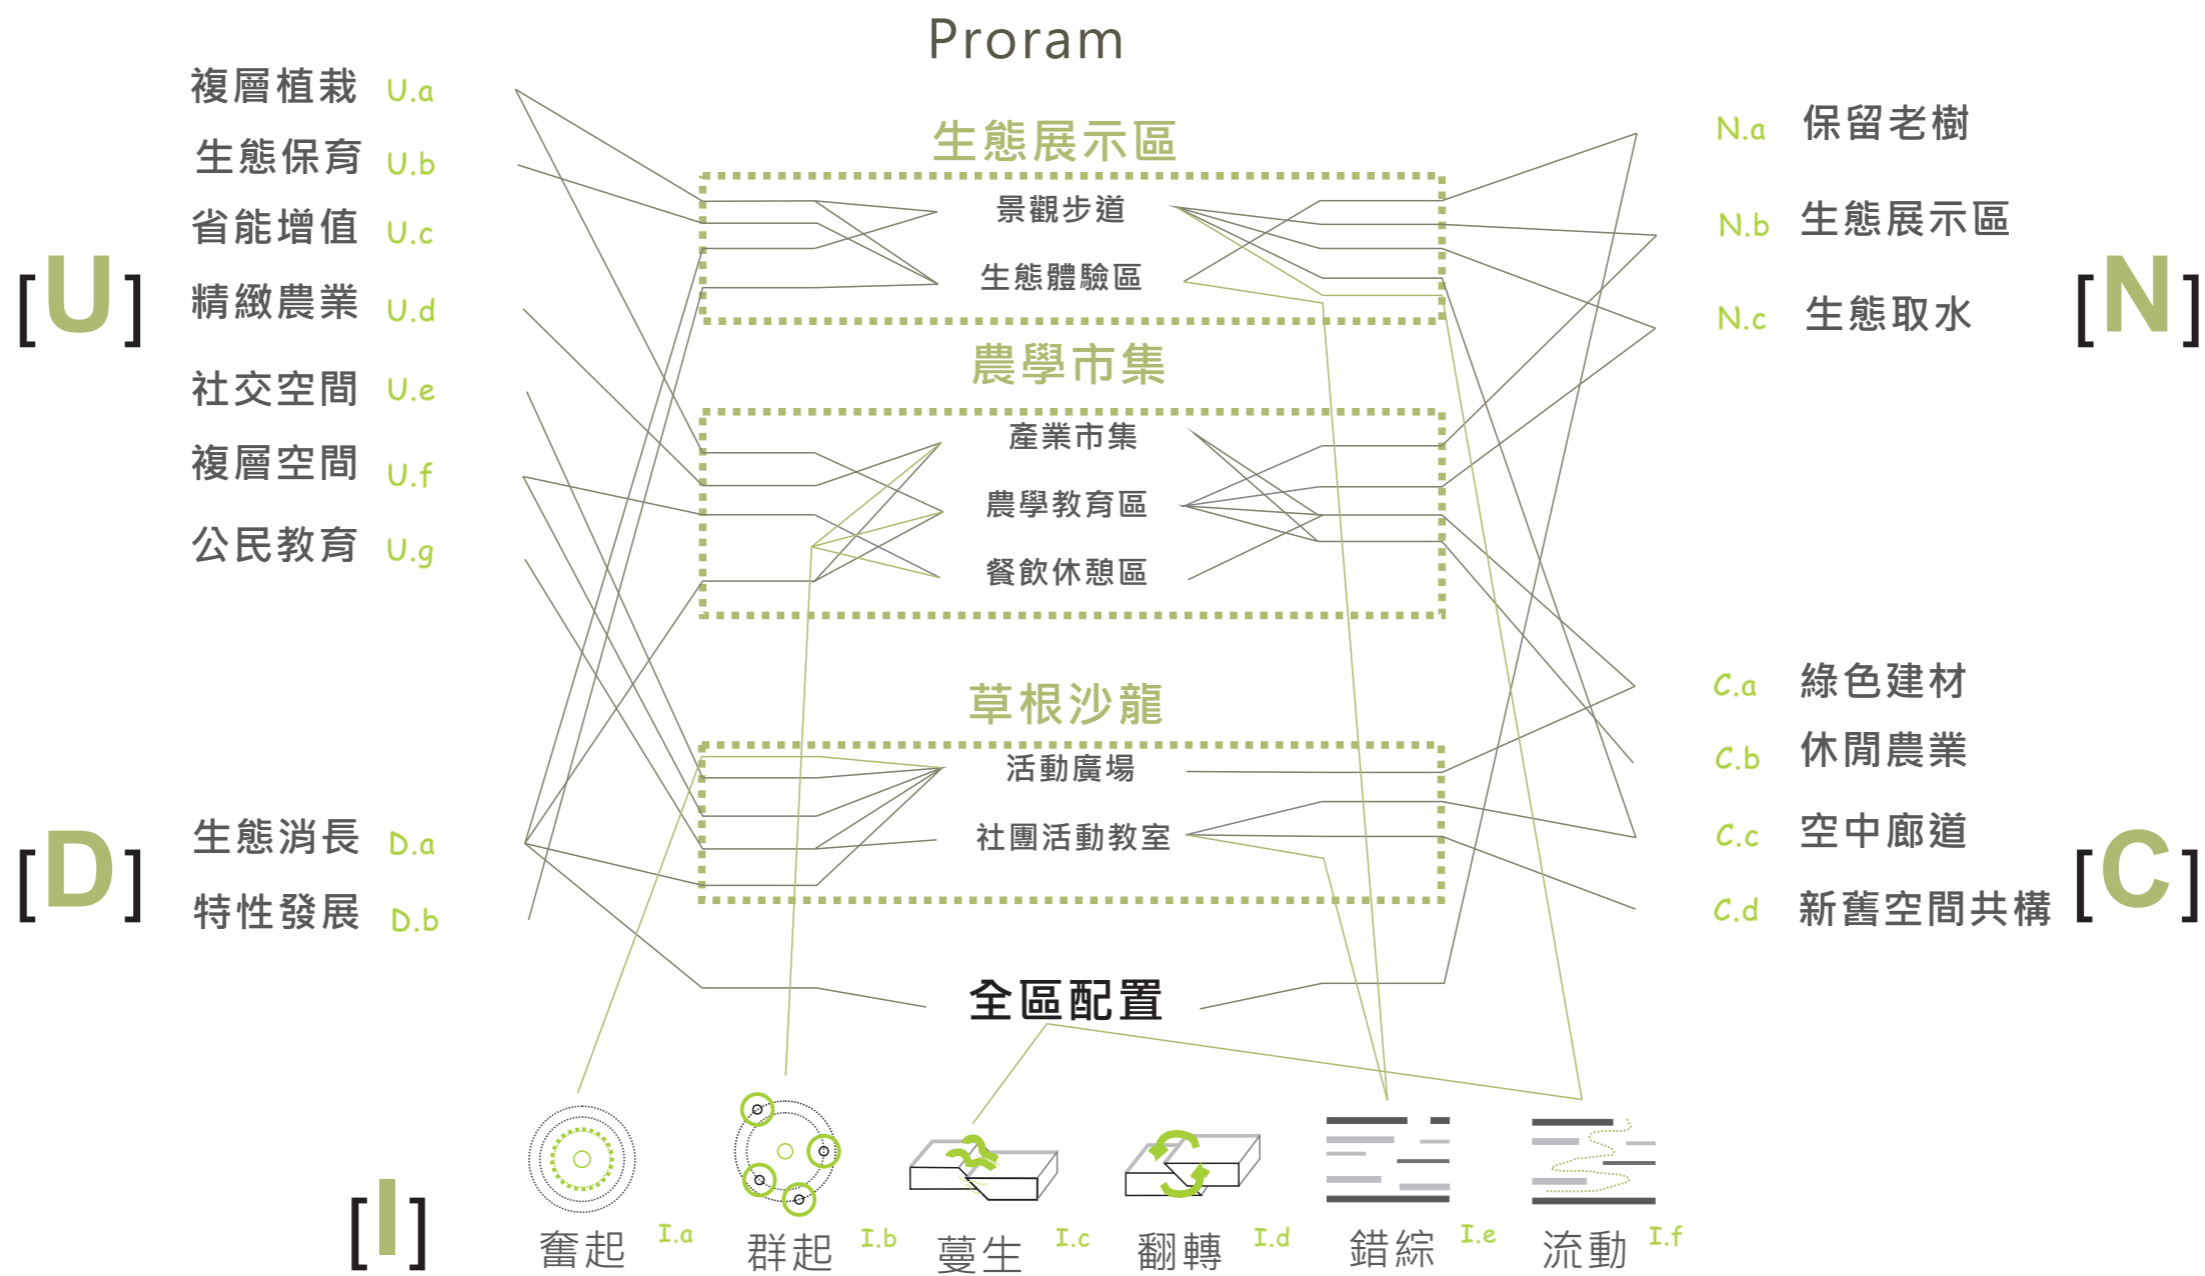 Proram
[U]
複層植栽 U.a
生態保育 U.b
省能增值 U.c
精緻農業 U.d
社交空間 U.e
複層空間 U.f
公民教育 U.g
[D]
生態消長 D.a
特性發展 D.b
生態展示區
景觀步道
生態體驗區
農學市集
產業市集
農學教育區
餐飲休憩區
草根沙龍
活動廣場
社團活動教室
全區配置
[N]
N.a 保留老樹
N.b 生態展示區
N.c 生態取水
[C]
C.a 綠色建材
C.b 休閒農業
C.c 空中廊道
C.d 新舊空間共構
[I]
奮起 I.a
群起 I.b
蔓生 I.c
翻轉 I.d
錯綜 I.e
流動 I.f